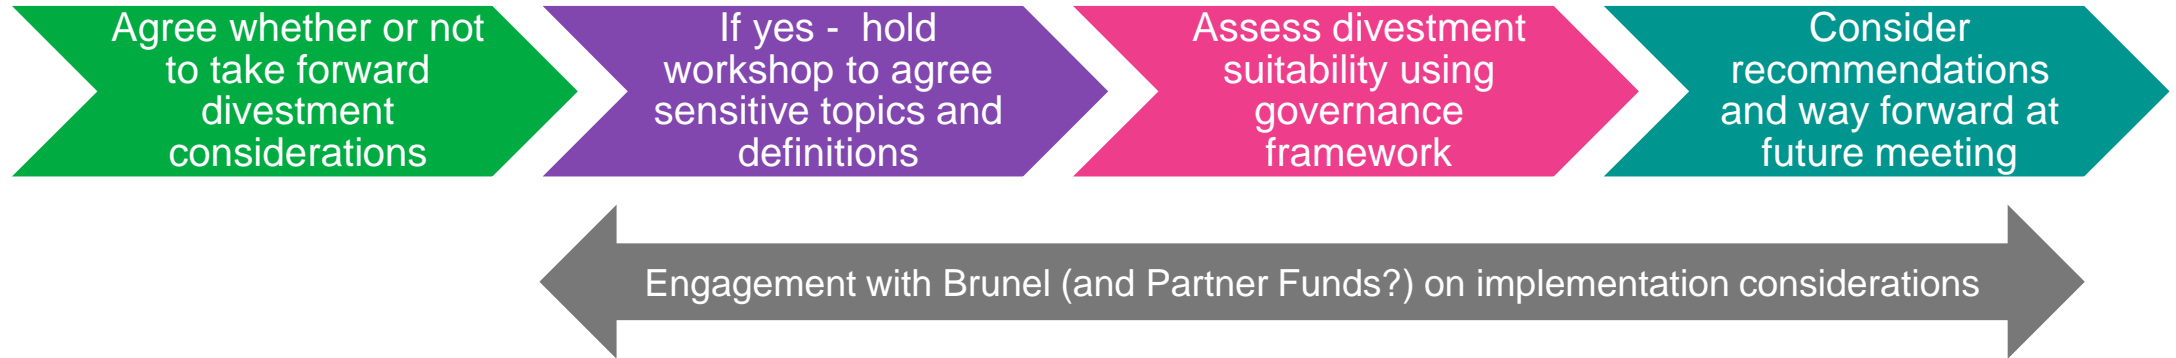 Agree whether or not
to take forward
divestment
considerations
If yes -  hold
workshop to agree
sensitive topics and
definitions
Assess divestment
suitability using
governance
framework
Consider
recommendations
and way forward at
future meeting
Engagement with Brunel (and Partner Funds?) on implementation considerations